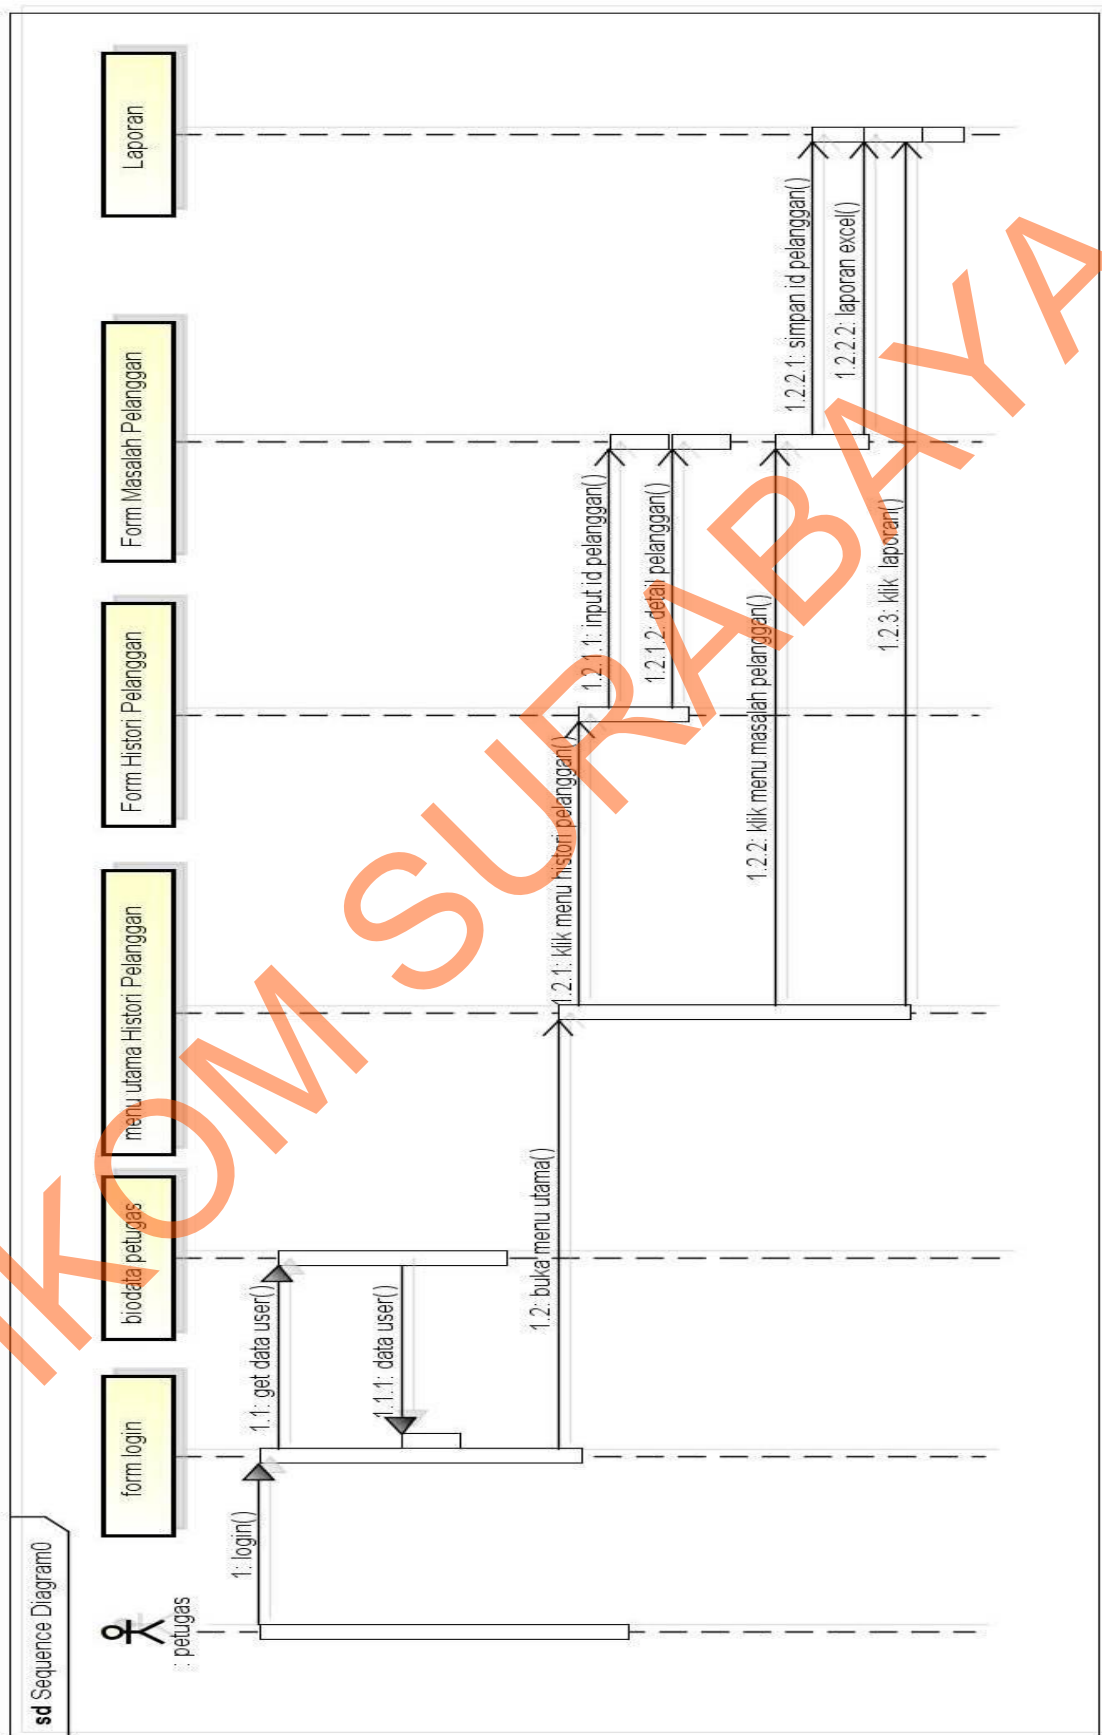 sd Sequence Diagram0
: petugas
form login
biodata petugas
menu utama Histori Pelanggan
Form Histori Pelanggan
Form Masalah Pelanggan
Laporan
1: login()
1.1: get data user()
1.1.1: data user()
1.2: buka menu utama()
1.2.1: klik menu histori pelanggan()
1.2.1.1: input id pelanggan()
1.2.1.2: detail pelanggan()
1.2.2: klik menu masalah pelanggan()
1.2.2.1: simpan id pelanggan()
1.2.2.2: laporan excel()
1.2.3: klik laporan()
IKOM SURABAYA